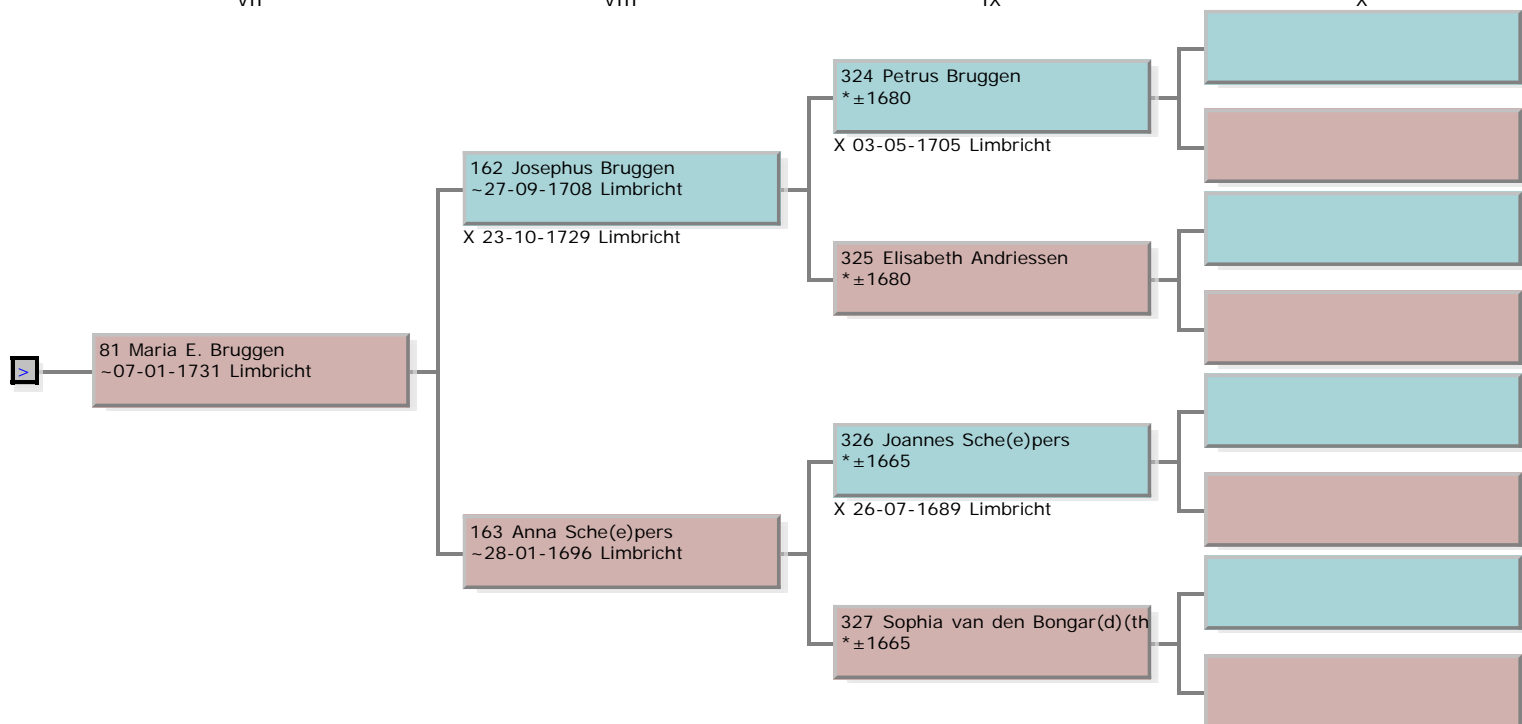 VII VIII IX X
324 Petrus Bruggen
*±1680
X 03-05-1705 Limbricht
162 Josephus Bruggen
~27-09-1708 Limbricht
X 23-10-1729 Limbricht
325 Elisabeth Andriessen
*±1680
81 Maria E. Bruggen
~07-01-1731 Limbricht
>
326 Joannes Sche(e)pers
*±1665
X 26-07-1689 Limbricht
163 Anna Sche(e)pers
~28-01-1696 Limbricht
327 Sophia van den Bongar(d)(th
*±1665